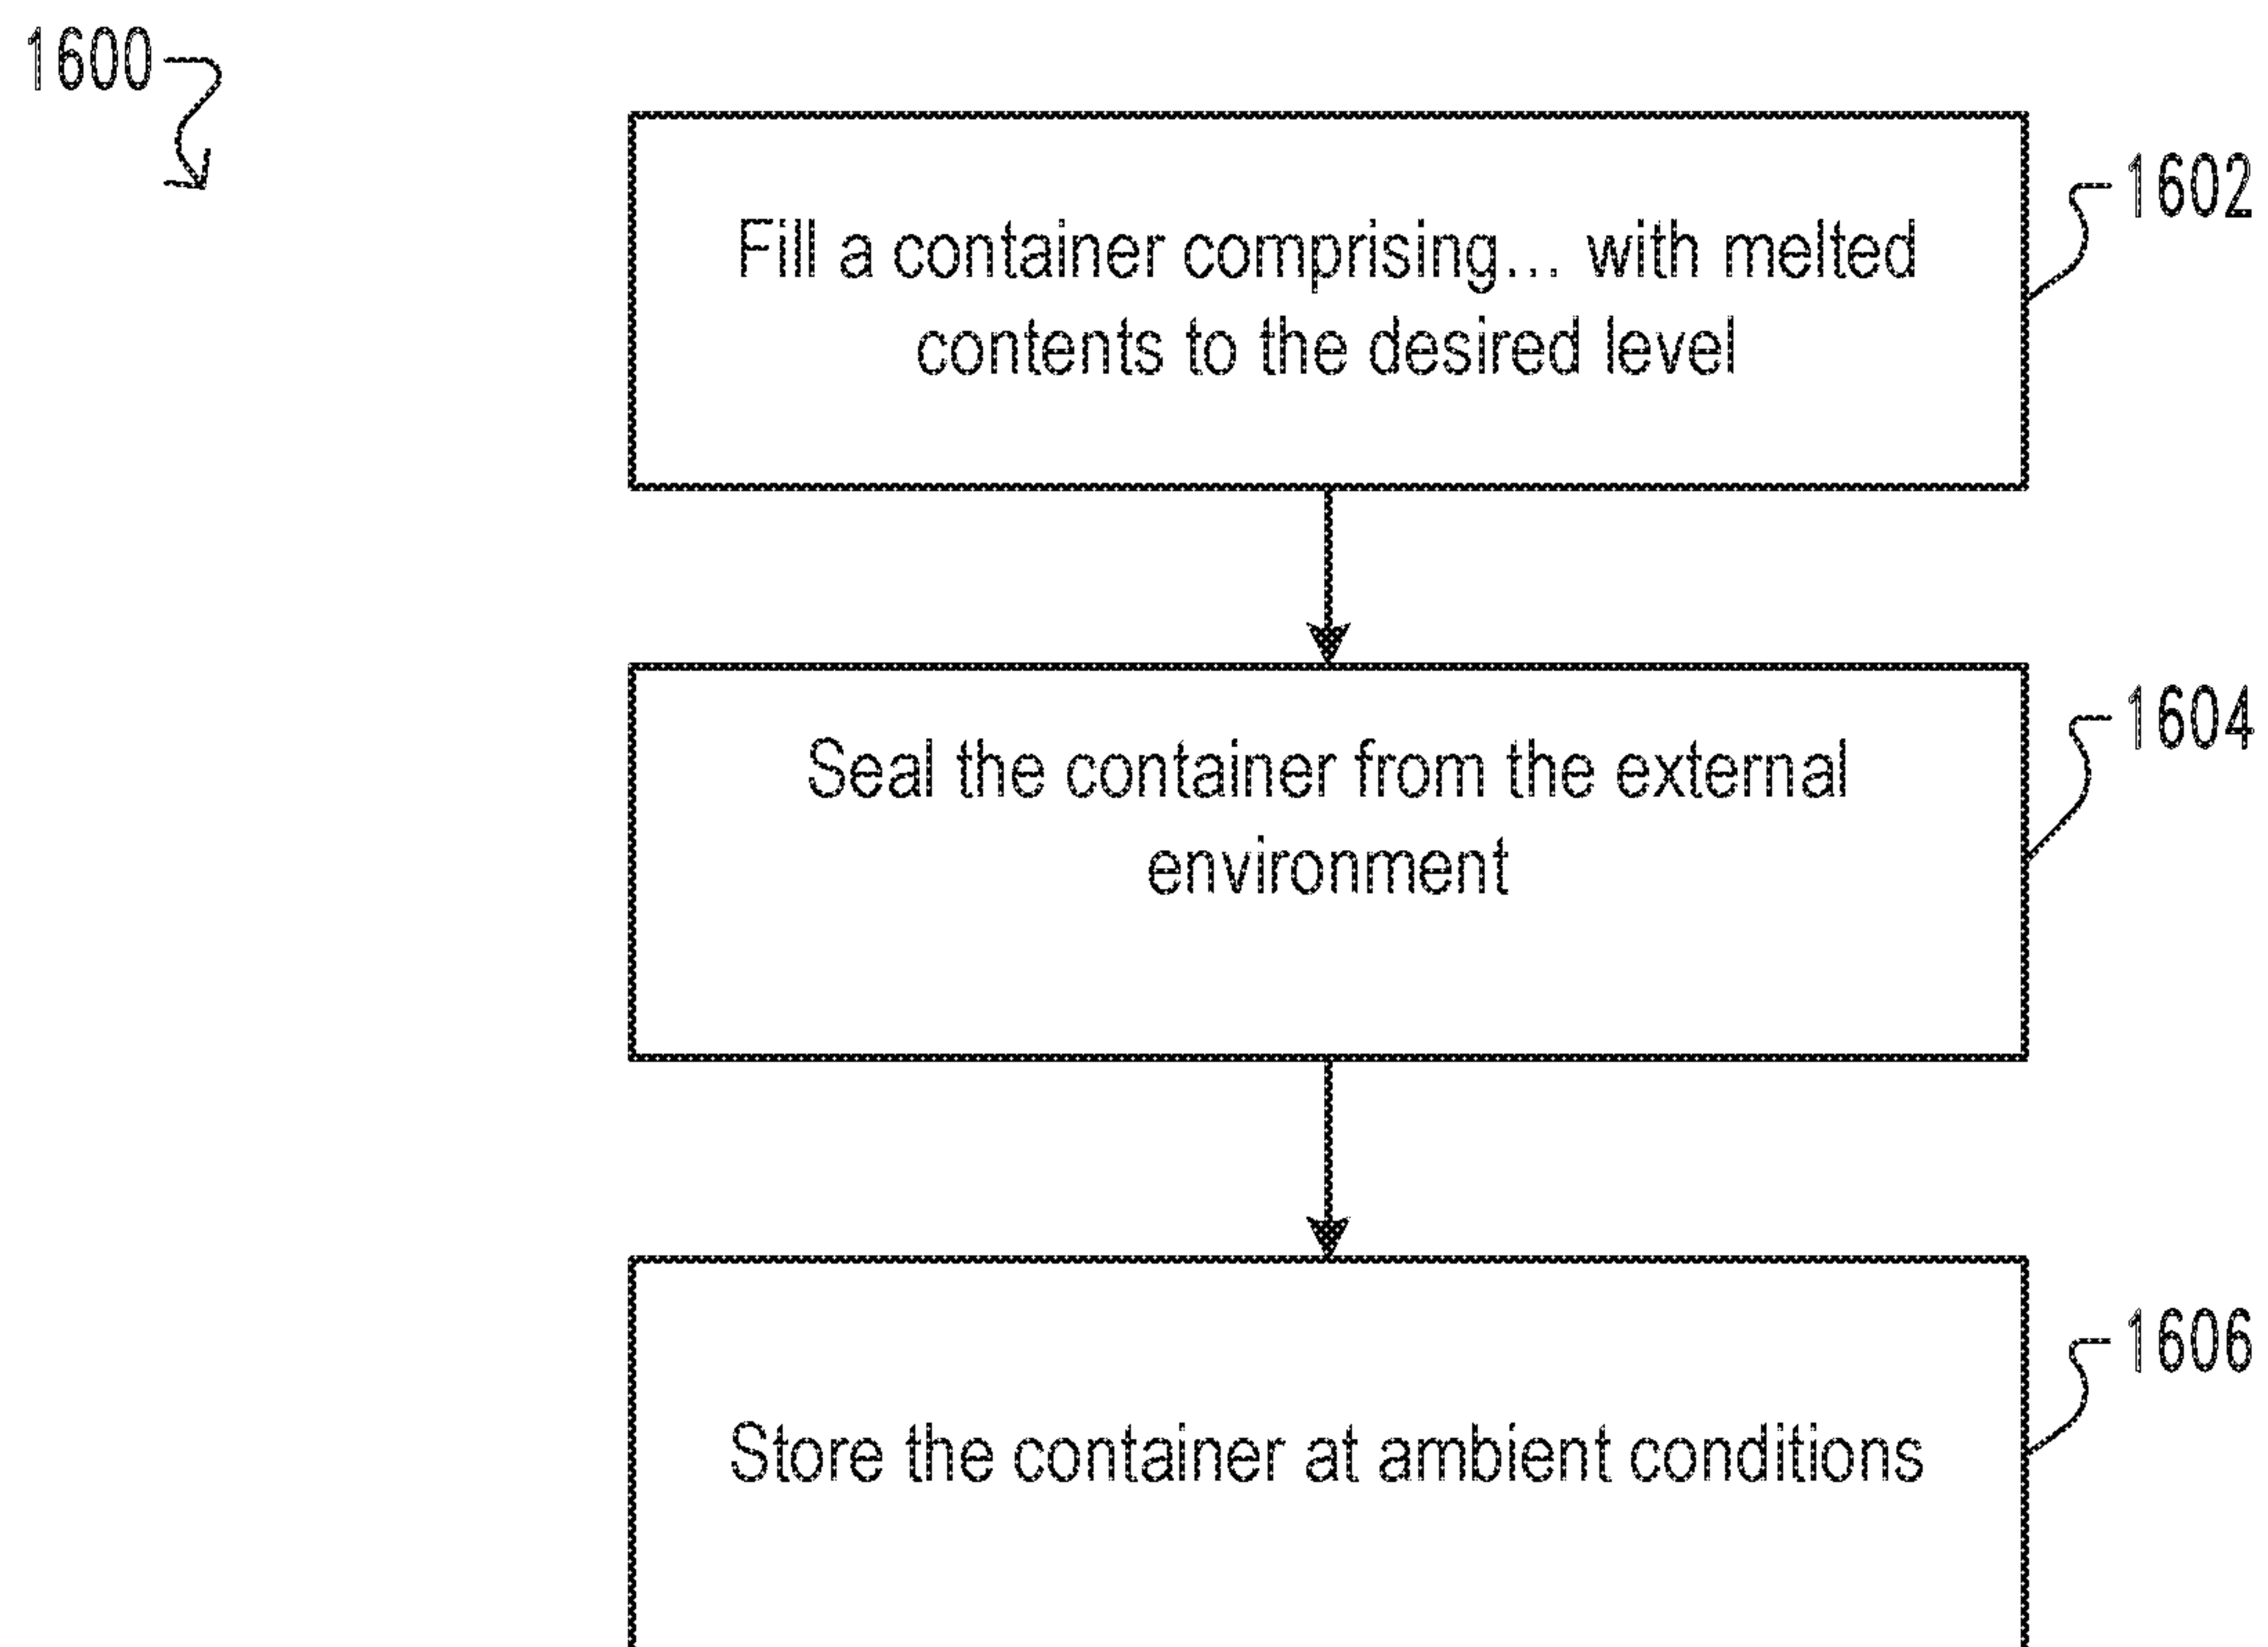 1600
Fill a container comprising... with melted
contents to the desired level
1602
Seal the container from the external
environment
1604
Store the container at ambient conditions
1606